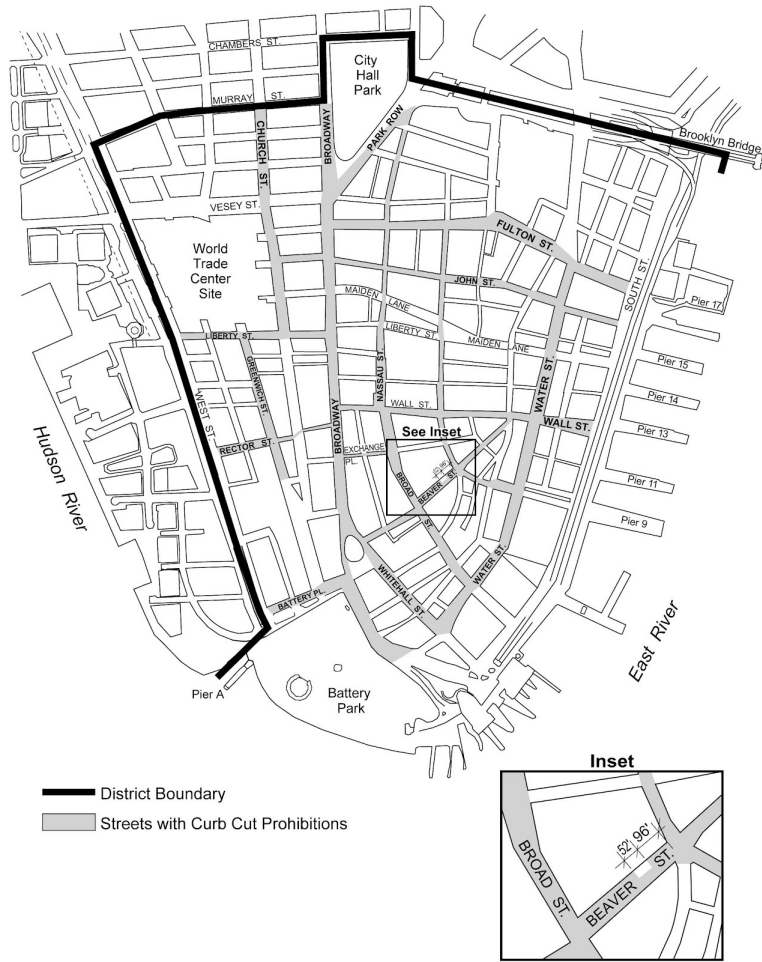 CHAMBERS ST.
City
Hall
Park
MURRAY ST.
BROADWAY
PARK ROW
CHURCH ST.
Brooklyn Bridge
VESEY ST.
FULTON ST.
World
Trade
Center
Site
JOHN ST.
SOUTH ST.
MAIDEN LANE
Pier 17
LIBERTY ST.
LIBERTY ST.
MAIDEN LANE
GREENWICH ST.
NASSAU ST.
WATER ST.
Pier 15
WEST ST.
BROADWAY
WALL ST.
WALL ST.
Pier 14
Hudson River
See Inset
Pier 13
RECTOR ST.
EXCHANGE
PL.
52' 96'
BROAD ST.
BEAVER ST.
Pier 11
Pier 9
WATER ST.
WHITEHALL ST.
BATTERY PL.
East River
Pier A
Battery
Park
Inset
District Boundary
Streets with Curb Cut Prohibitions
52' 96'
BROAD ST.
BEAVER ST.